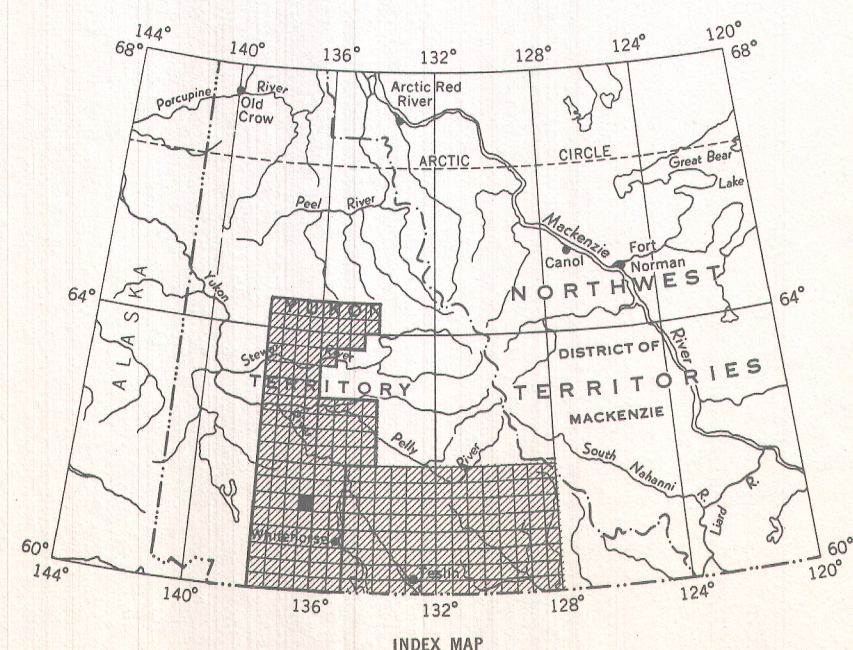 144°
68°
140°
136°
132°
128°
124°
120°
68°
Porcupine River
Old
Crow
Arctic Red
River
ARCTIC CIRCLE
Great Bear
Lake
Peel River
Mackenzie
Canol
Fort
Norman
64°
Yukon
ALASKA
YUKON
NORTHWEST
64°
Stewart River
DISTRICT OF
River
TERRITORY
TERRITORIES
MACKENZIE
Pelly
River
South
Nahanni
R.
Liard
R.
Whitehorse
Teslin
60°
144°
140°
136°
132°
128°
124°
60°
120°
INDEX MAP